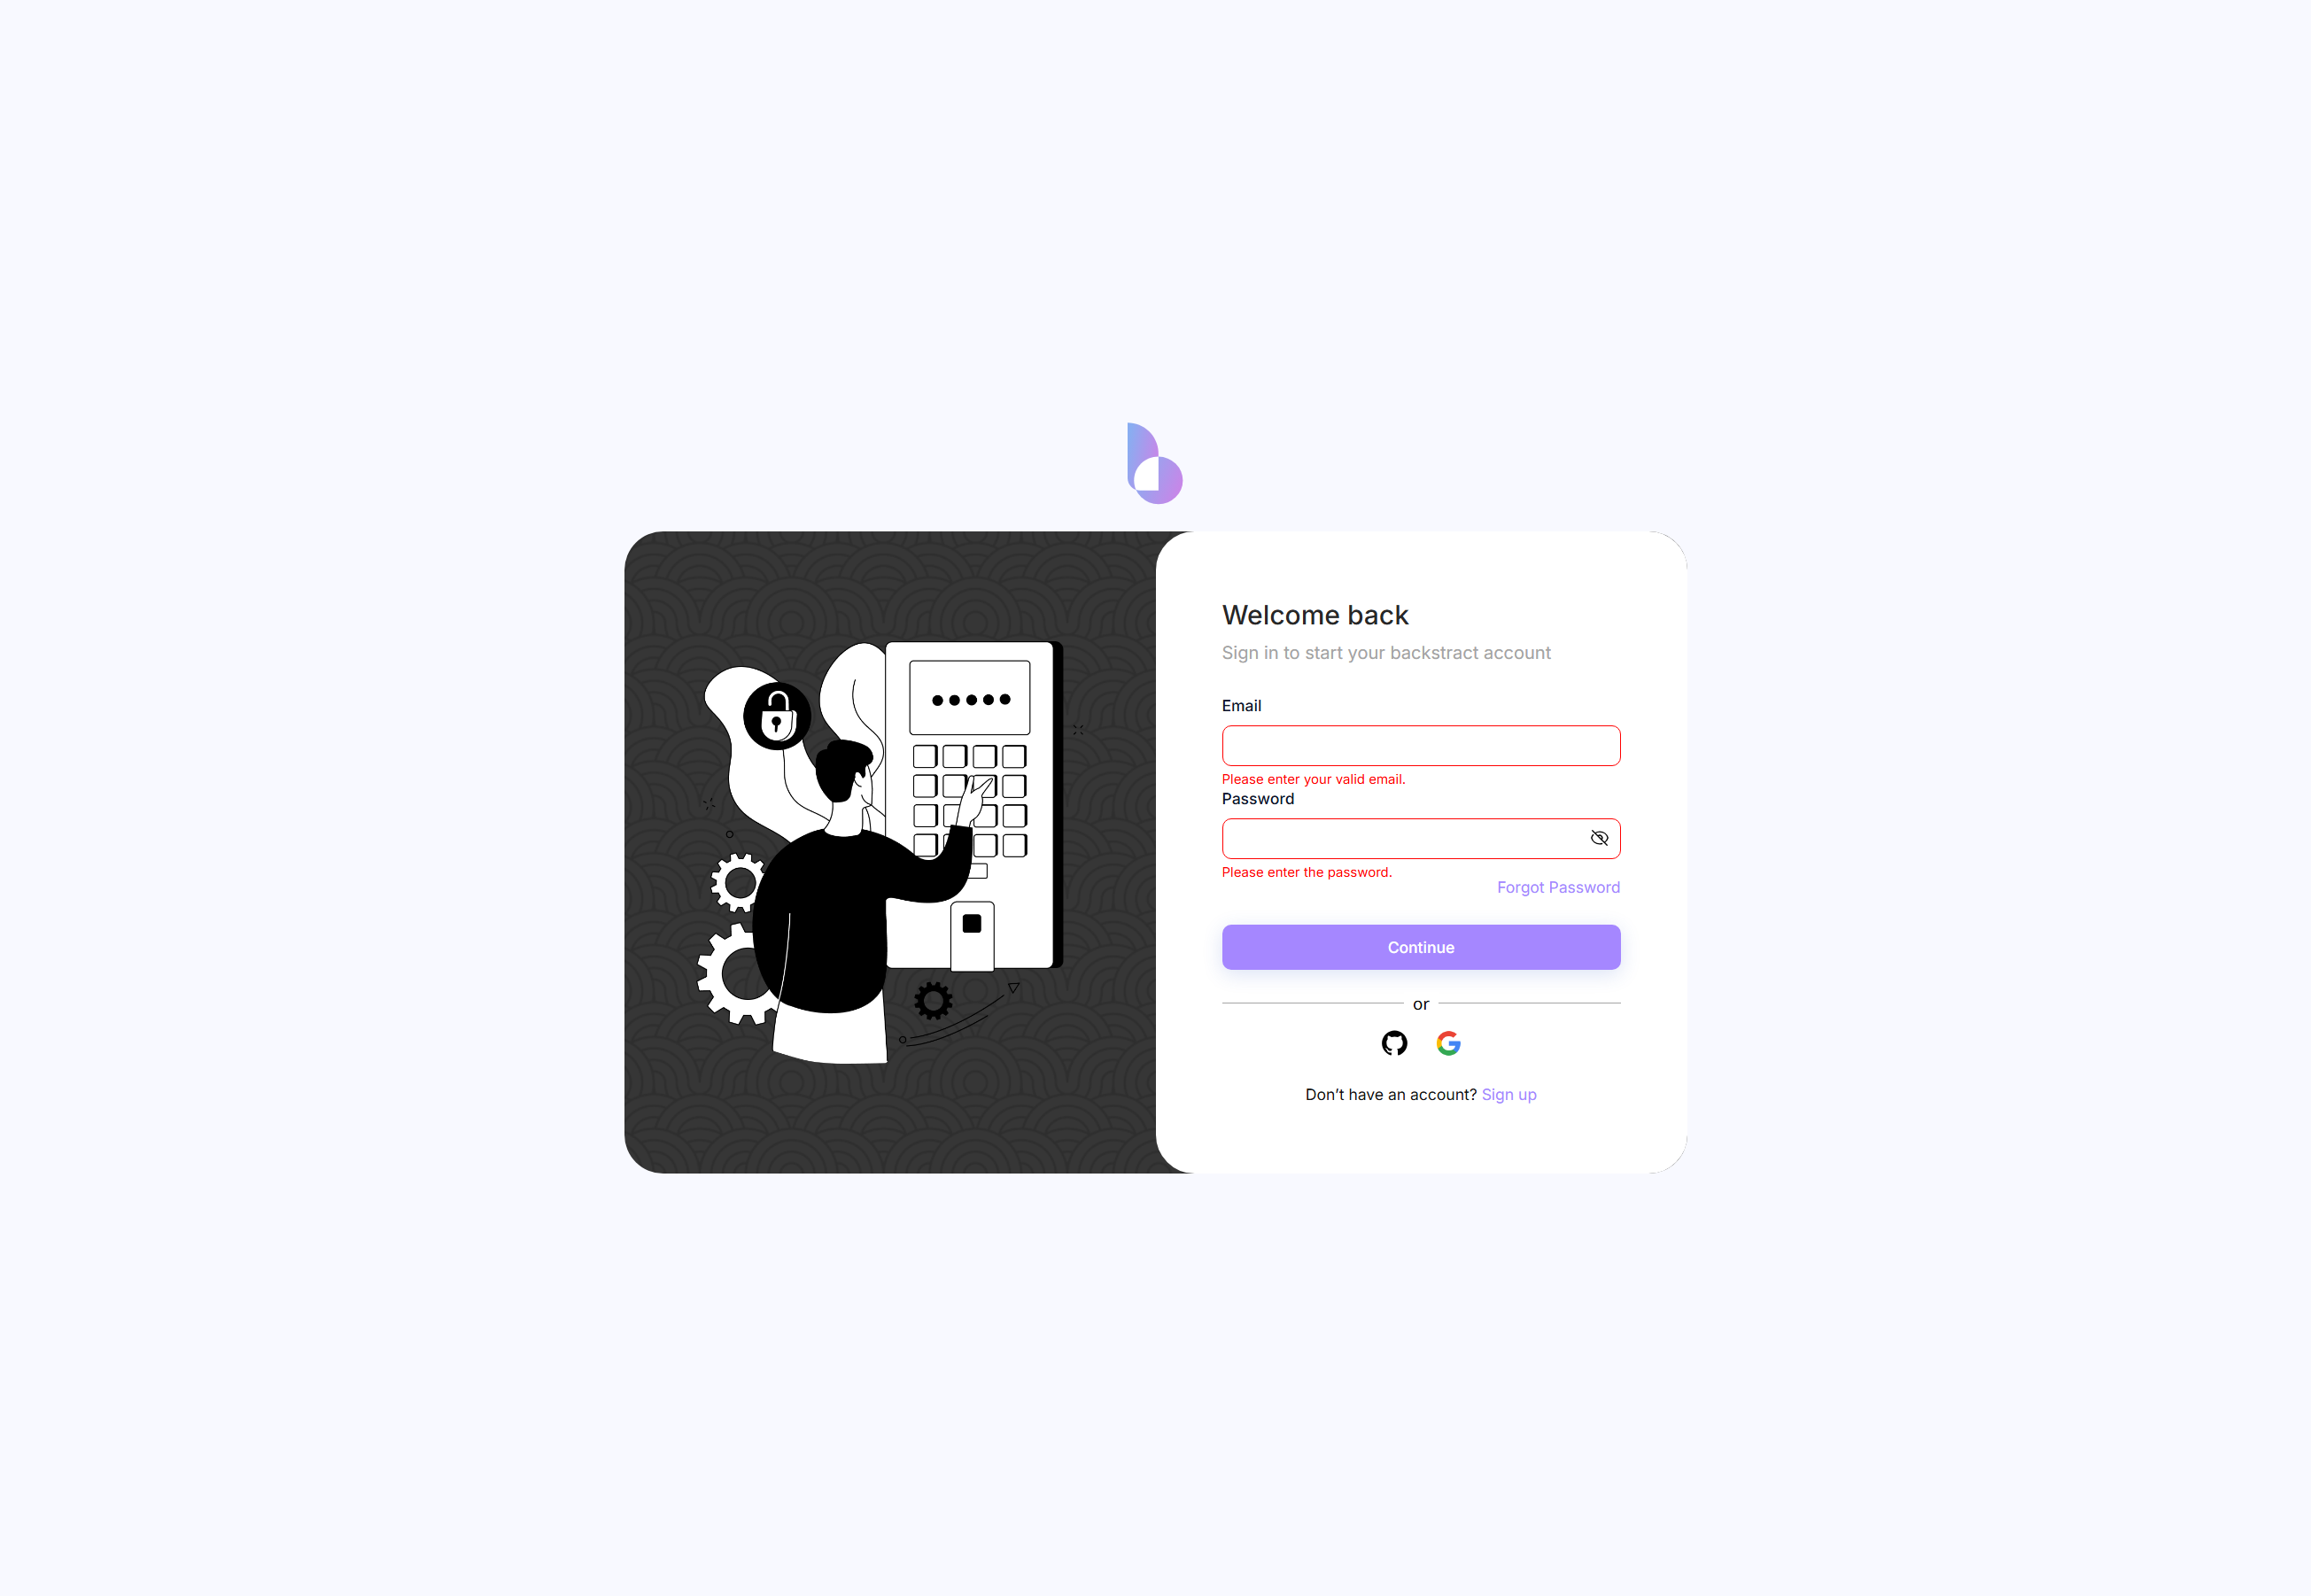 Welcome back
Sign in to start your backstract account
Email
Please enter your valid email.
Password
Please enter the password.
Forgot Password
Continue
or
Don’t have an account? Sign up